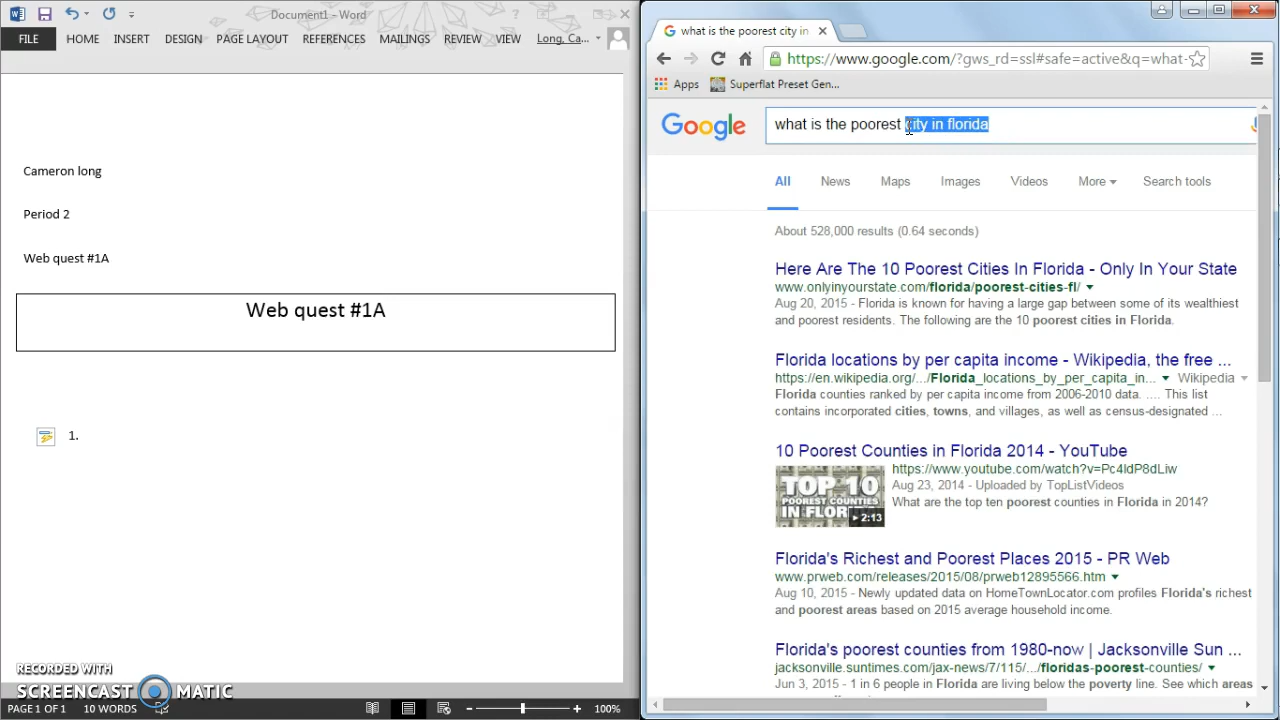 Document1 - Word
?
FILE HOME INSERT DESIGN PAGE LAYOUT REFERENCES MAILINGS REVIEW VIEW Long, Ca...
Cameron long
Period 2
Web quest #1A
Web quest #1A
1.
RECORDED WITH
SCREENCAST MATIC
PAGE 1 OF 1 10 WORDS 100%
what is the poorest city in
https://www.google.com/?gws_rd=ssl#safe=active&q=what-
Apps Superflat Preset Gen...
Google what is the poorest city in florida
All News Maps Images Videos More Search tools
About 528,000 results (0.64 seconds)
Here Are The 10 Poorest Cities In Florida - Only In Your State
www.onlyinyourstate.com/florida/poorest-cities-fl/
Aug 20, 2015 - Florida is known for having a large gap between some of its wealthiest
and poorest residents. The following are the 10 poorest cities in Florida.
Florida locations by per capita income - Wikipedia, the free ...
https://en.wikipedia.org/.../Florida_locations_by_per_capita_in... Wikipedia
Florida counties ranked by per capita income from 2006-2010 data. .... This list
contains incorporated cities, towns, and villages, as well as census-designated ...
10 Poorest Counties in Florida 2014 - YouTube
https://www.youtube.com/watch?v=Pc4ldP8dLiw
Aug 23, 2014 - Uploaded by TopListVideos
What are the top ten poorest counties in Florida in 2014?
TOP 10
POOREST COUNTIES
IN FLOR
2:13
Florida's Richest and Poorest Places 2015 - PR Web
www.prweb.com/releases/2015/08/prweb12895566.htm
Aug 10, 2015 - Newly updated data on HomeTownLocator.com profiles Florida's richest
and poorest areas based on 2015 average household income.
Florida's poorest counties from 1980-now | Jacksonville Sun ...
jacksonville.suntimes.com/jax-news/7/115/.../floridas-poorest-counties/
Jun 3, 2015 - 1 in 6 people in Florida are living below the poverty line. See which areas